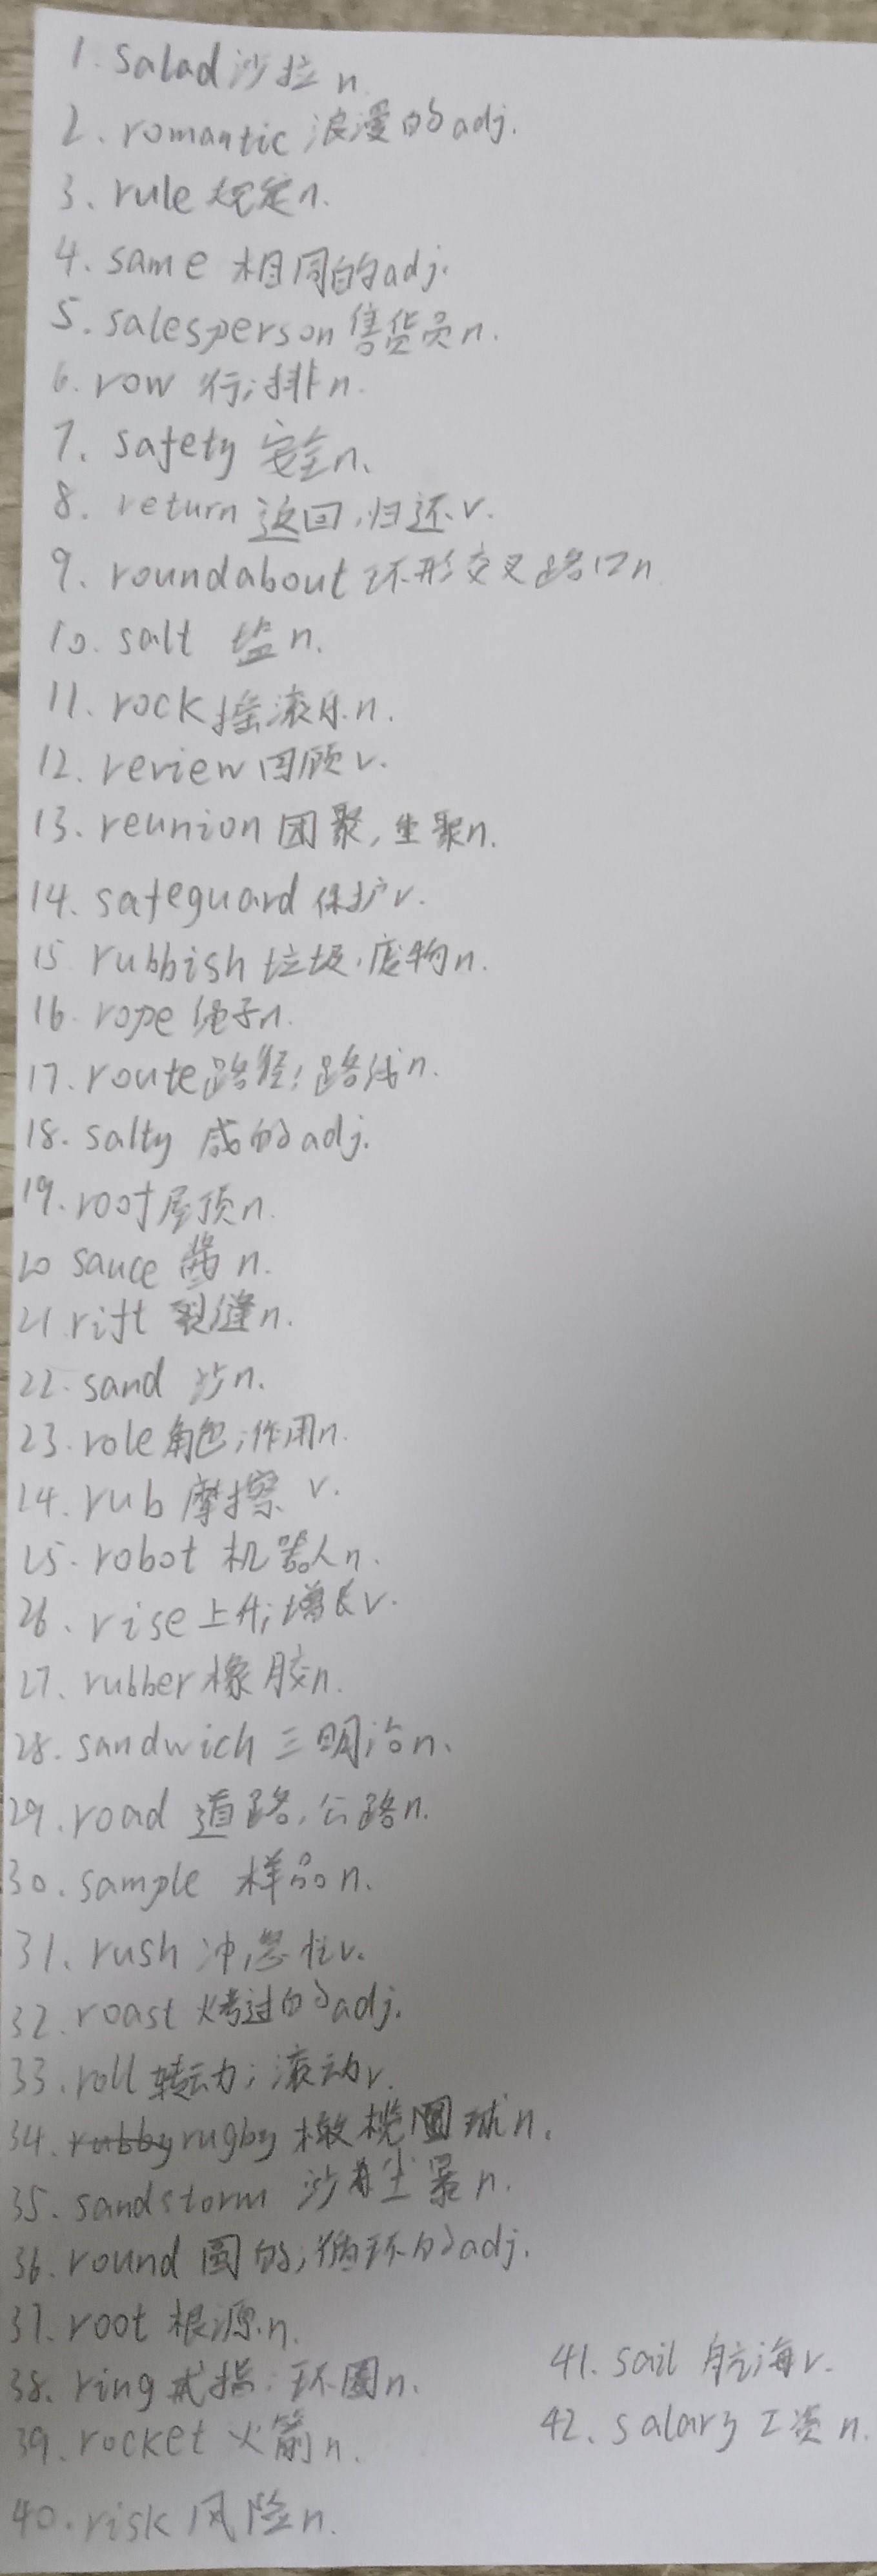 1. salad 沙拉 n.
2. romantic 浪漫的 adj.
3. rule 规定 n.
4. same 相同的 adj.
5. salesperson 售货员 n.
6. row 行;排 n.
7. safety 安全 n.
8. return 返回,归还 v.
9. roundabout 环形交叉路口 n
10. salt 盐 n.
11. rock 摇滚乐 n.
12. review 回顾 v.
13. reunion 团聚, 聚 n.
14. safeguard 保护 v.
15 rubbish 垃圾,废物 n.
16. rope 绳子 n.
17. route 路径;路线 n.
18. salty 咸的 adj.
19. roof 屋顶 n.
20 sauce 酱 n.
21 rift 裂缝 n.
22. sand 沙 n.
23. role 角色;作用 n.
24. rub 摩擦 v.
25. robot 机器人 n.
26. rise 上升;增长 v.
27. rubber 橡胶 n.
28. sandwich 三明治 n.
29. road 道路,公路 n.
30. sample 样品 n.
31. rush 冲, v.
32. roast 烤过的 adj.
33. roll 转动;滚动 v.
34. rubby rugby 橄榄球 n.
35. sandstorm 沙尘暴 n.
36. round 圆的;循环的 adj.
37. root 根源 n.
38. ring 戒指;环圈 n.
39. rocket 火箭 n.
40. risk 风险 n.
41. sail 航海 v.
42. salary 工资 n.